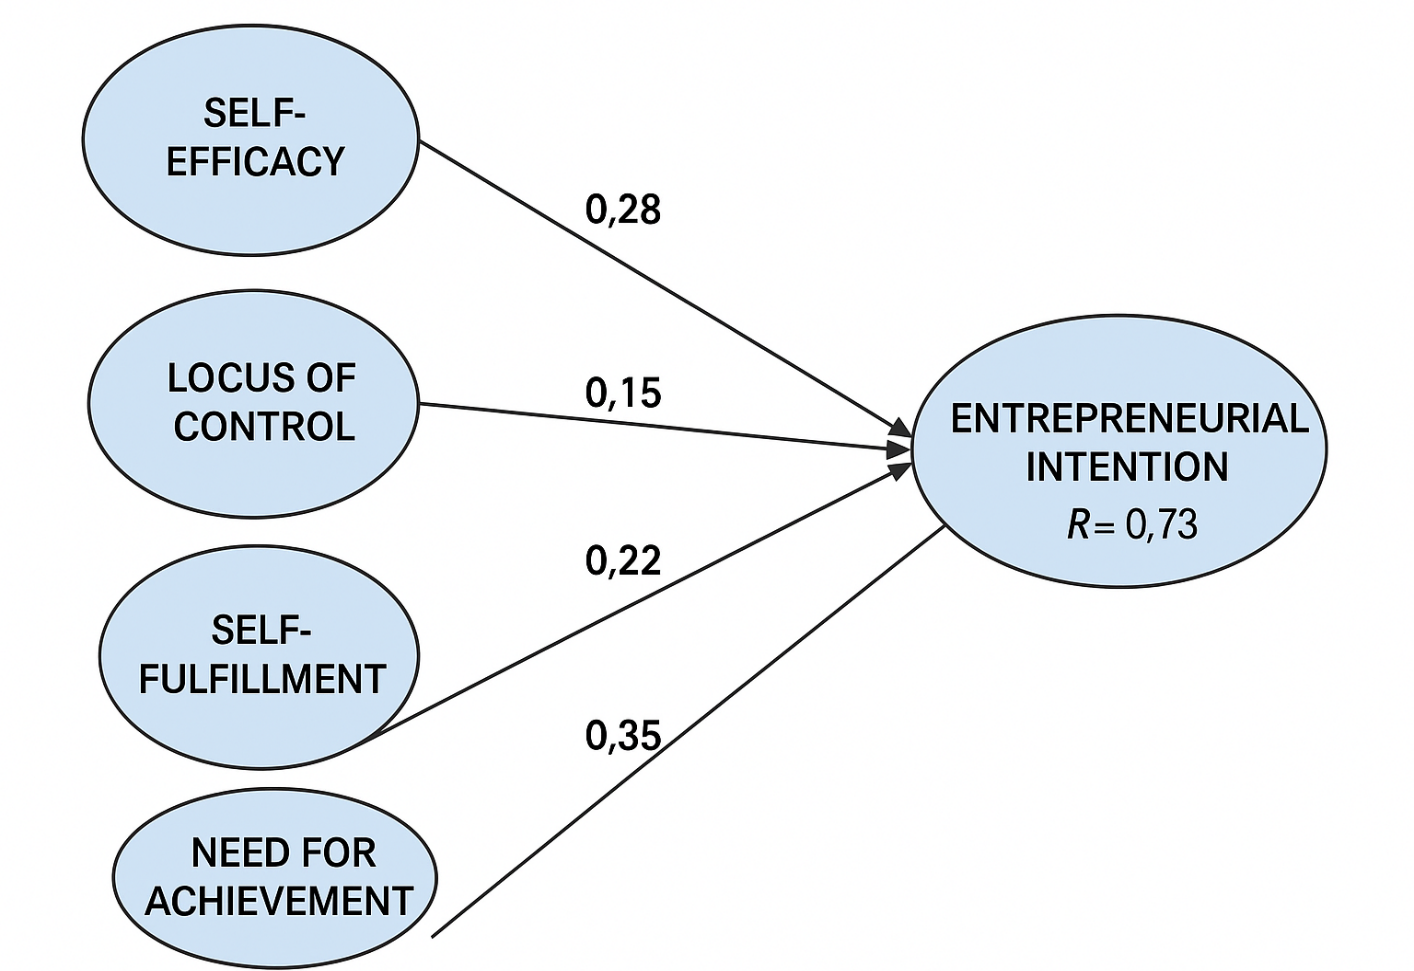 SELF-
EFFICACY
0,28
LOCUS OF
CONTROL
0,15
ENTREPRENEURIAL
INTENTION
R= 0,73
SELF-
FULFILLMENT
0,22
NEED FOR
ACHIEVEMENT
0,35